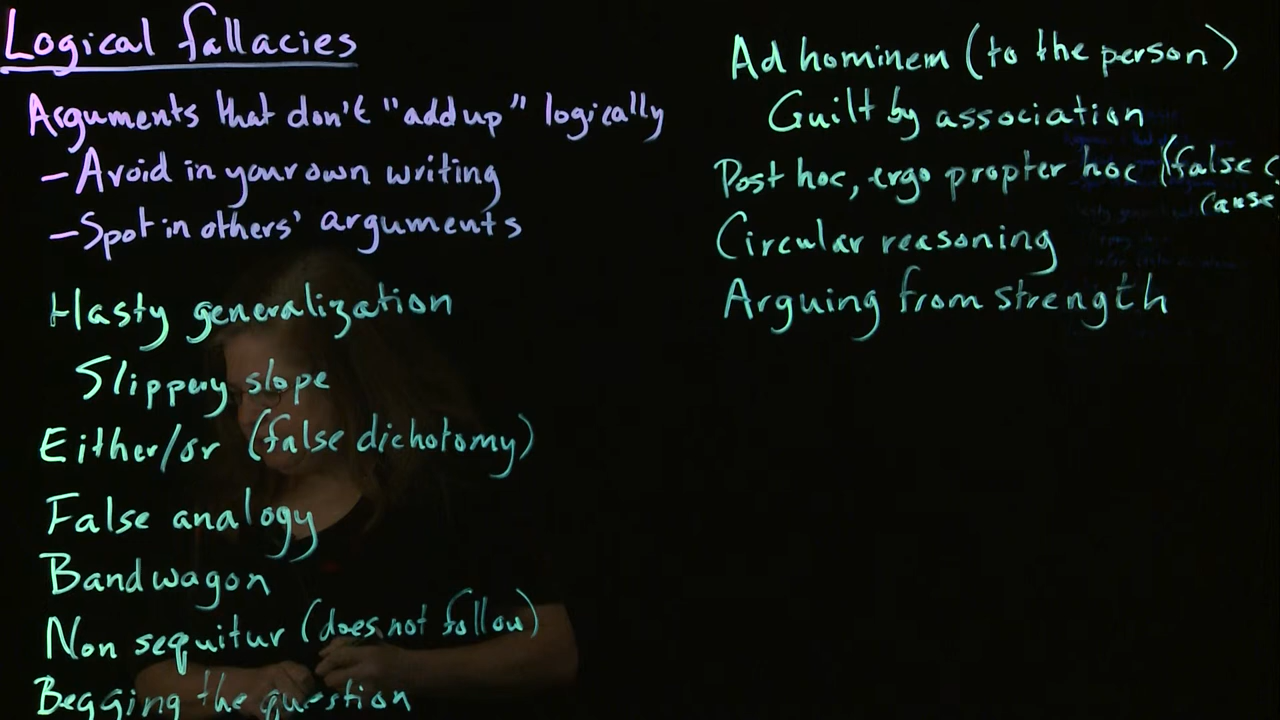 Logical fallacies
Arguments that don't "add up" logically
- Avoid in your own writing
- Spot in others' arguments
Hasty generalization
Slippery slope
Either/or (false dichotomy)
False analogy
Bandwagon
Non sequitur (does not follow)
Begging the question
Ad hominem (to the person)
Guilt by association
Post hoc, ergo propter hoc (false
cause
Circular reasoning
Arguing from strength